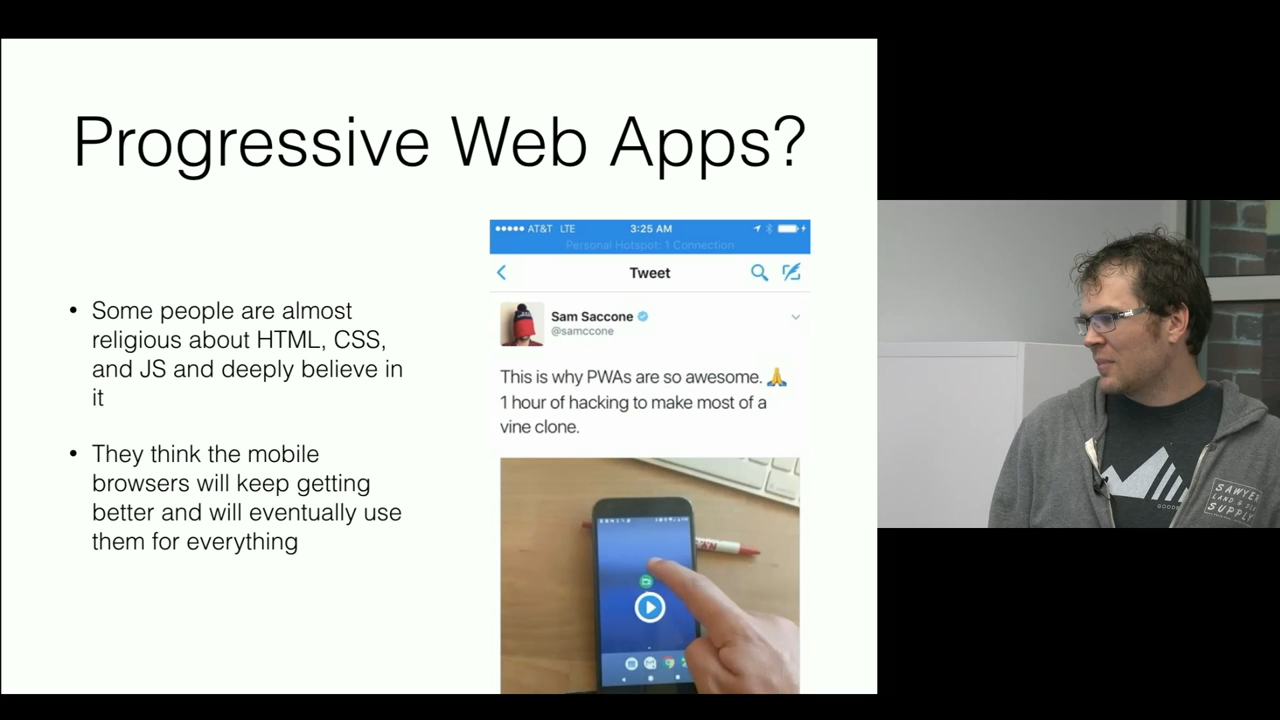 Progressive Web Apps?
• Some people are almost
religious about HTML, CSS,
and JS and deeply believe in
it
• They think the mobile
browsers will keep getting
better and will eventually use
them for everything
AT&T LTE 3:25 AM
Personal Hotspot: 1 Connection
Tweet
Sam Saccone
@samccone
This is why PWAs are so awesome. 🙏
1 hour of hacking to make most of a
vine clone.
SAWYER
LAND & SEA
SUPPLY